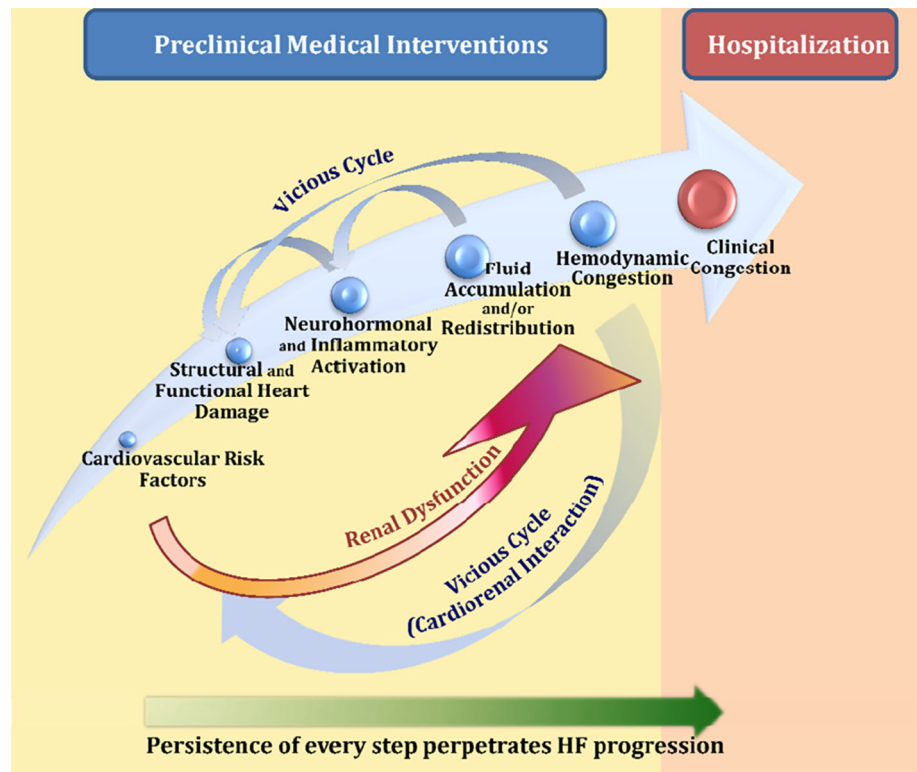 Preclinical Medical Interventions
Hospitalization
Vicious Cycle
Clinical
Congestion
Hemodynamic
Congestion
Fluid
Accumulation
and/or
Redistribution
Neurohormonal
and Inflammatory
Activation
Structural and
Functional Heart
Damage
Cardiovascular Risk
Factors
Renal Dysfunction
Vicious Cycle
(Cardiorenal Interaction)
Persistence of every step perpetrates HF progression